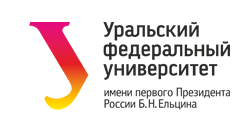 Уральский
федеральный
университет
имени первого Президента
России Б.Н.Ельцина